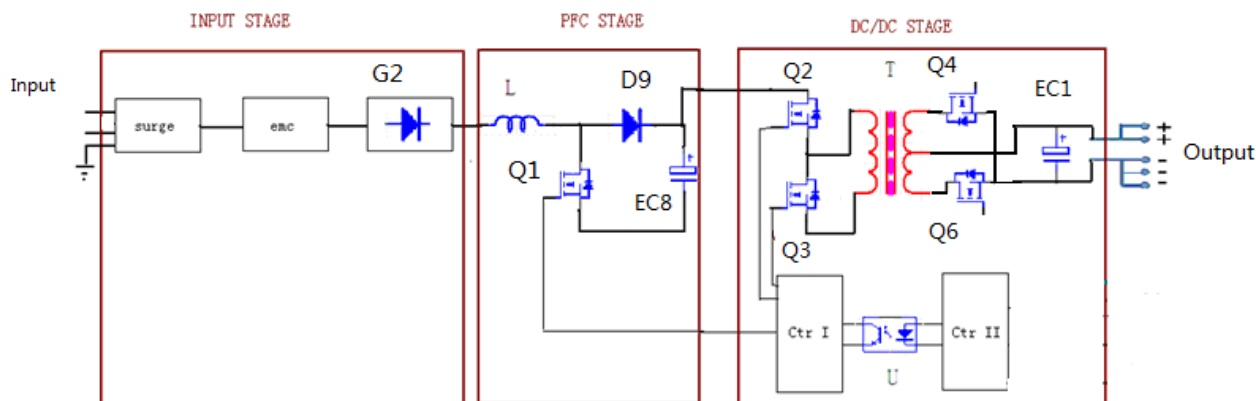 INPUT STAGE
PFC STAGE
DC/DC STAGE
Input
surge
emc
G2
L
D9
Q1
EC8
Q2
Q3
T
Q4
Q6
EC1
+
+
-
-
Output
Ctr I
U
Ctr II